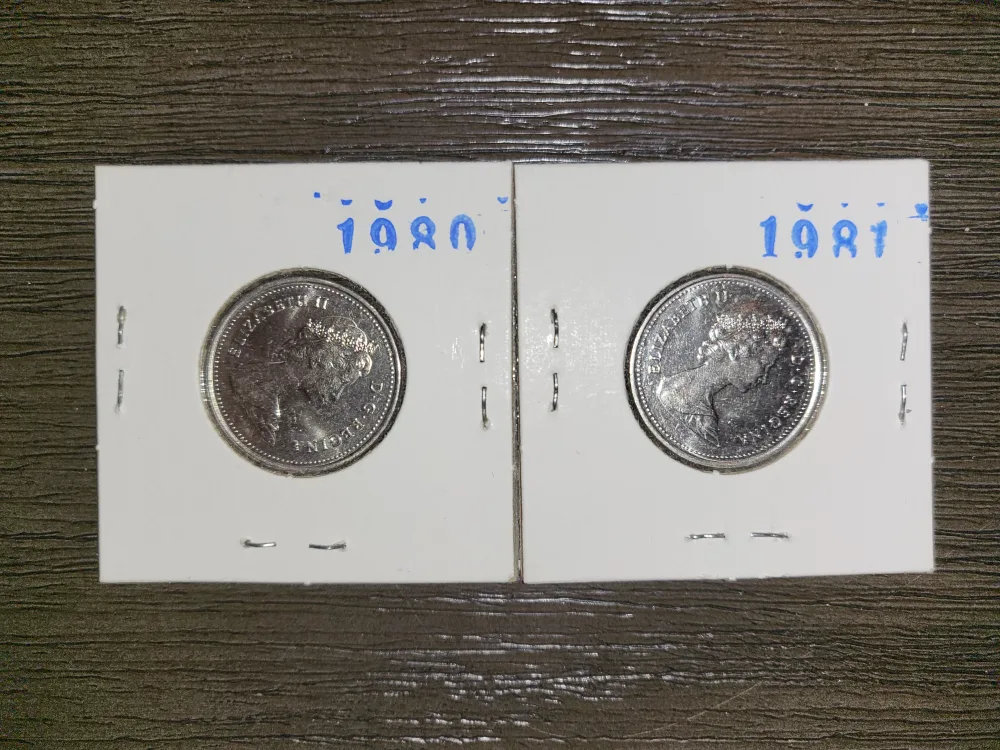 1980
1981
ELIZABETH II
D·G·REGINA
ELIZABETH II
D·G·REGINA